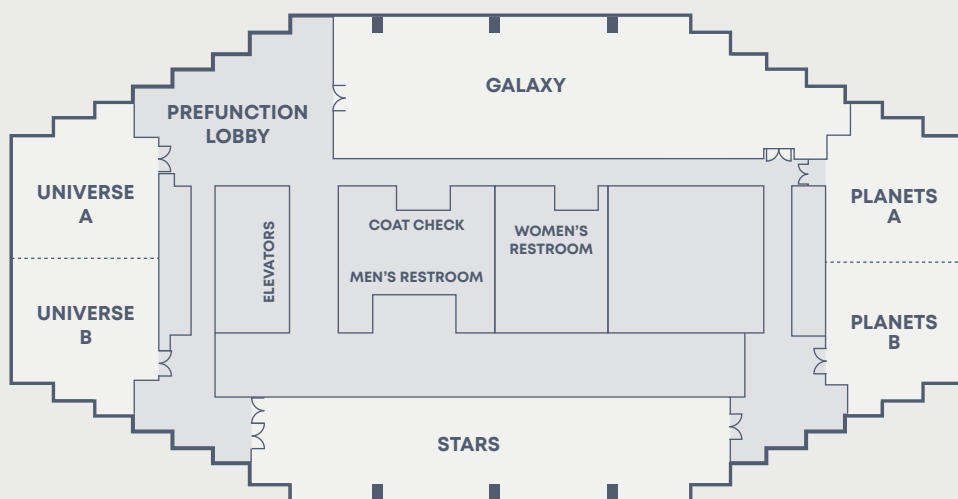 GALAXY
PREFUNCTION
LOBBY
UNIVERSE
A
PLANETS
A
COAT CHECK
WOMEN'S
RESTROOM
ELEVATORS
MEN'S RESTROOM
UNIVERSE
B
PLANETS
B
STARS